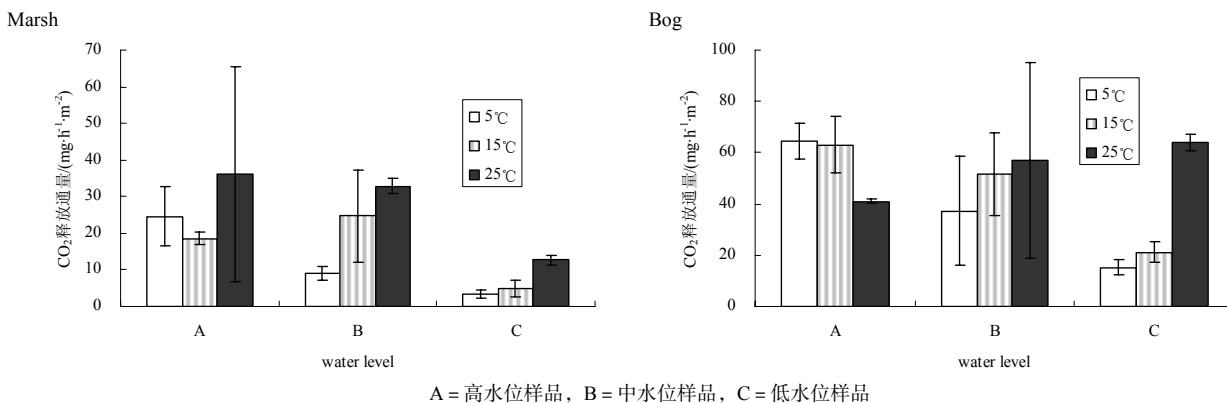 Marsh
70
60
50
40
30
20
10
0
CO₂释放通量/(mg·h⁻¹·m⁻²)
5℃
15℃
25℃
A B C
water level
Bog
100
80
60
40
20
0
CO₂释放通量/(mg·h⁻¹·m⁻²)
5℃
15℃
25℃
A B C
water level
A = 高水位样品，B = 中水位样品，C = 低水位样品